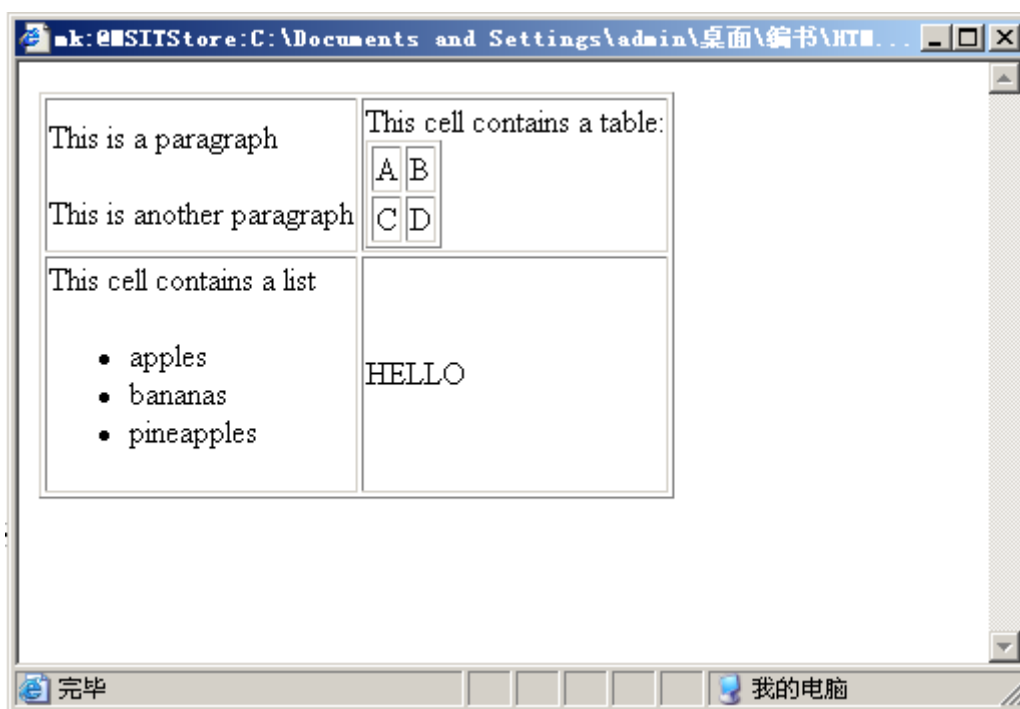 mk:@MSITStore:C:\Documents and Settings\admin\桌面\编书\HTM...
This is a paragraph
This is another paragraph
This cell contains a table:
A B
C D
This cell contains a list
• apples
• bananas
• pineapples
HELLO
完毕
我的电脑